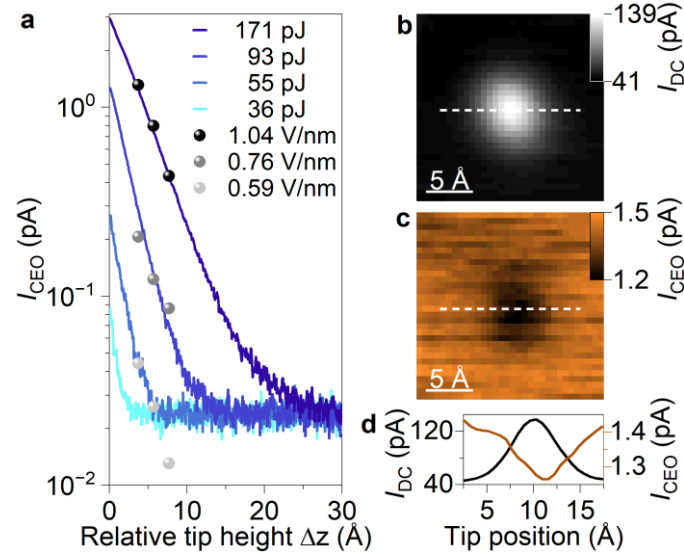 a
I_CEO (pA)
10⁰
10⁻¹
10⁻²
171 pJ
93 pJ
55 pJ
36 pJ
1.04 V/nm
0.76 V/nm
0.59 V/nm
0 10 20 30
Relative tip height Δz (Å)
b
139
41
I_DC (pA)
5 Å
c
1.5
1.2
I_CEO (pA)
5 Å
d
I_DC (pA)
120
40
1.4
1.3
I_CEO (pA)
5 10 15
Tip position (Å)